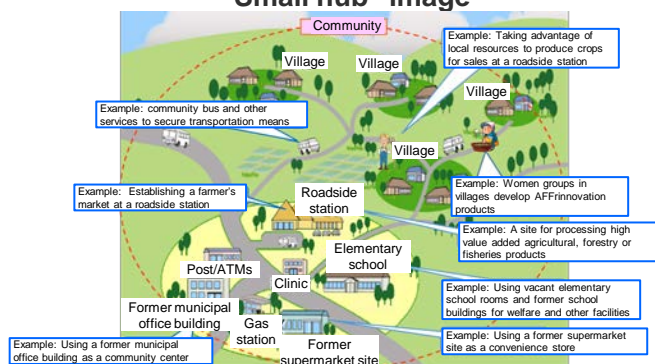 "Small hub" image
Community
Example: Taking advantage of
local resources to produce crops
for sales at a roadside station
Village
Village
Village
Example: community bus and other
services to secure transportation means
Village
Example: Establishing a farmer's
market at a roadside station
Roadside
station
Example: Women groups in
villages develop AFFrinnovation
products
Example: A site for processing high
value added agricultural, forestry or
fisheries products
Elementary
school
Post/ATMs
Clinic
Example: Using vacant elementary
school rooms and former school
buildings for welfare and other facilities
Former municipal
office building
Gas
station
Former
supermarket site
Example: Using a former supermarket
site as a convenience store
Example: Using a former municipal
office building as a community center